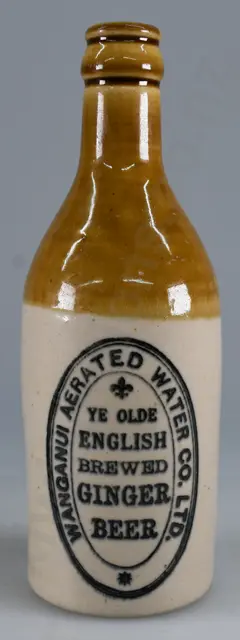 WANGANUI AERATED WATER CO. LTD.
YE OLDE
ENGLISH
BREWED
GINGER
BEER